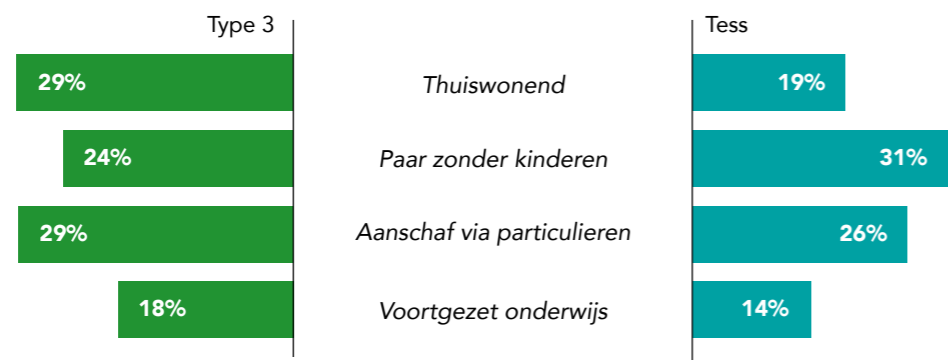 Type 3 Tess
29% Thuiswonend 19%
24% Paar zonder kinderen 31%
29% Aanschaf via particulieren 26%
18% Voortgezet onderwijs 14%